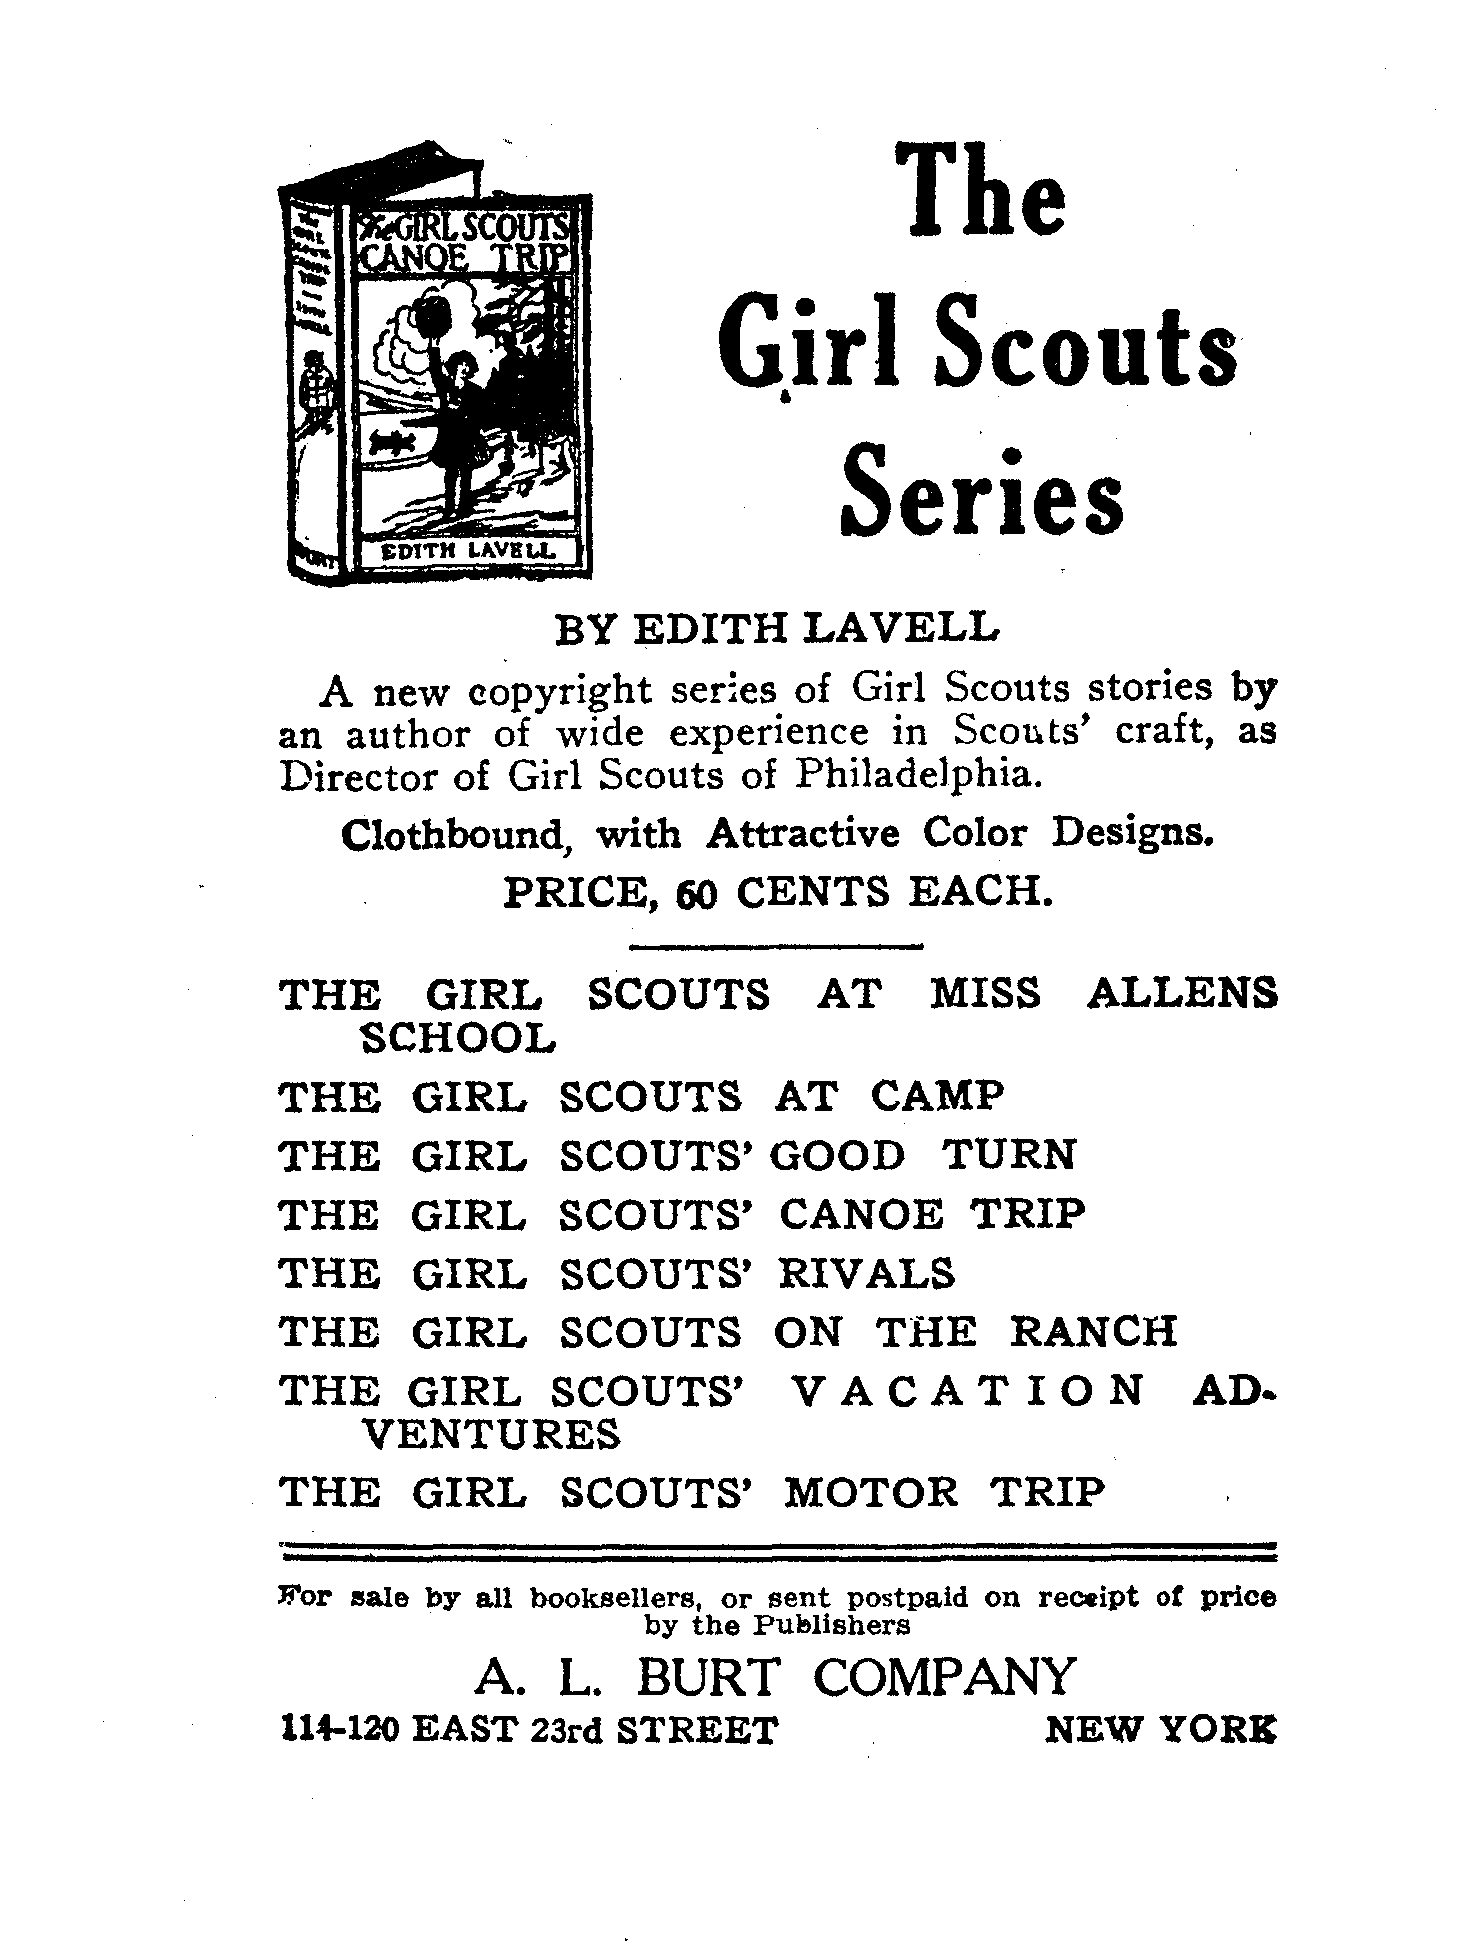 The GIRL SCOUTS
CANOE TRIP
EDITH LAVELL
BURT
The
Girl Scouts
Series
BY EDITH LAVELL
A new copyright series of Girl Scouts stories by
an author of wide experience in Scouts' craft, as
Director of Girl Scouts of Philadelphia.
Clothbound, with Attractive Color Designs.
PRICE, 60 CENTS EACH.
THE GIRL SCOUTS AT MISS ALLENS
SCHOOL
THE GIRL SCOUTS AT CAMP
THE GIRL SCOUTS' GOOD TURN
THE GIRL SCOUTS' CANOE TRIP
THE GIRL SCOUTS' RIVALS
THE GIRL SCOUTS ON THE RANCH
THE GIRL SCOUTS' VACATION AD-
VENTURES
THE GIRL SCOUTS' MOTOR TRIP
For sale by all booksellers, or sent postpaid on receipt of price
by the Publishers
A. L. BURT COMPANY
114-120 EAST 23rd STREET NEW YORK